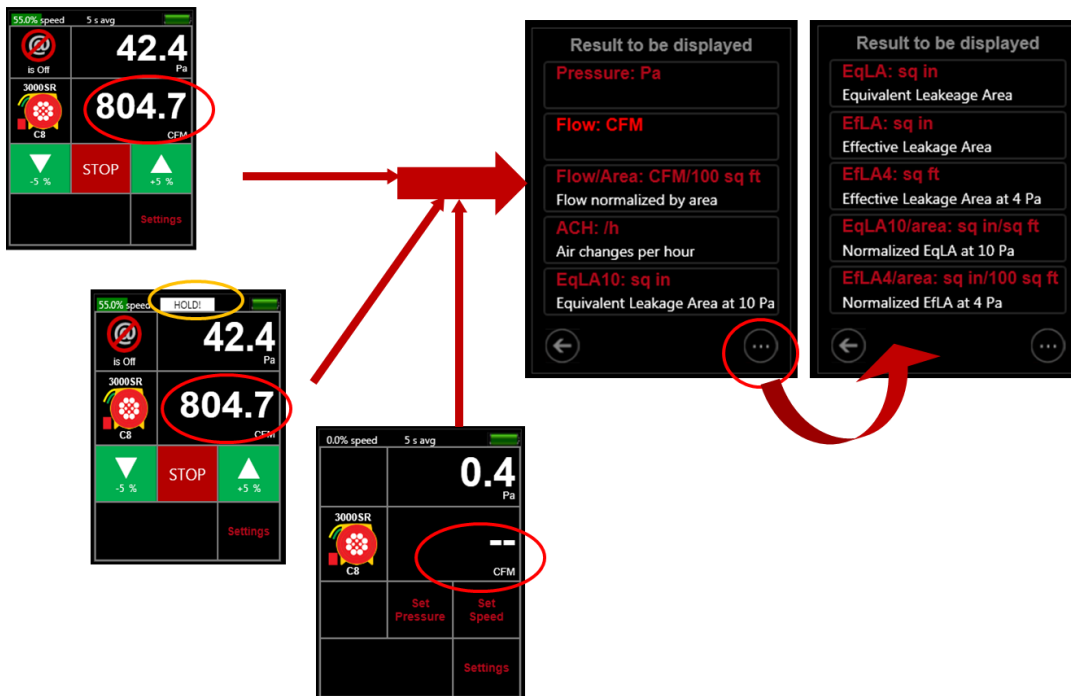 55.0% speed 5 s avg
42.4
Pa
@
is Off
3000SR
804.7
C8
CFM
STOP
-5 %
+5 %
Settings
55.0% speed HOLD!
42.4
Pa
@
is Off
3000SR
804.7
C8
CFM
STOP
-5 %
+5 %
Settings
0.0% speed 5 s avg
0.4
Pa
3000SR
--
C8
CFM
Set Set
Pressure Speed
Settings
Result to be displayed
Pressure: Pa
Flow: CFM
Flow/Area: CFM/100 sq ft
Flow normalized by area
ACH: /h
Air changes per hour
EqLA10: sq in
Equivalent Leakage Area at 10 Pa
Result to be displayed
EqLA: sq in
Equivalent Leakeage Area
EfLA: sq in
Effective Leakage Area
EfLA4: sq ft
Effective Leakage Area at 4 Pa
EqLA10/area: sq in/sq ft
Normalized EqLA at 10 Pa
EfLA4/area: sq in/100 sq ft
Normalized EfLA at 4 Pa